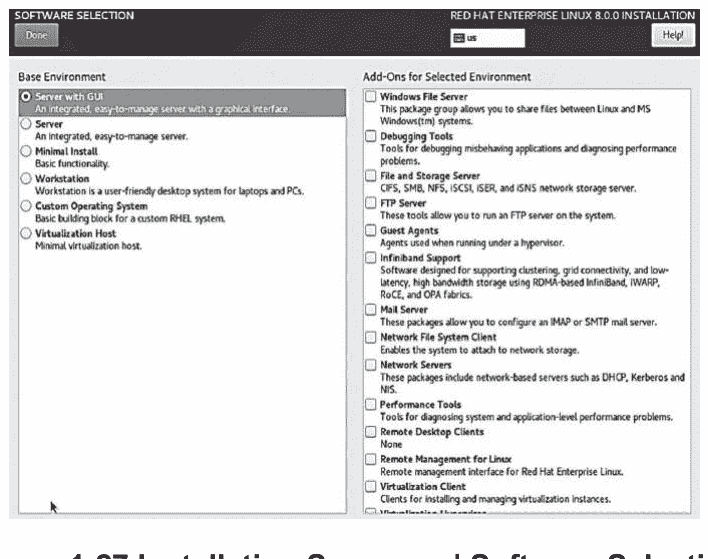 SOFTWARE SELECTION
RED HAT ENTERPRISE LINUX 8.0.0 INSTALLATION
Done
us
Help!
Base Environment
Server with GUI
An integrated, easy-to-manage server with a graphical interface.
Server
An integrated, easy-to-manage server.
Minimal Install
Basic functionality.
Workstation
Workstation is a user-friendly desktop system for laptops and PCs.
Custom Operating System
Basic building block for a custom RHEL system.
Virtualization Host
Minimal virtualization host.
Add-Ons for Selected Environment
Windows File Server
This package group allows you to share files between Linux and MS
Windows(tm) systems.
Debugging Tools
Tools for debugging misbehaving applications and diagnosing performance
problems.
File and Storage Server
CIFS, SMB, NFS, iSCSI, iSER, and iSNS network storage server.
FTP Server
These tools allow you to run an FTP server on the system.
Guest Agents
Agents used when running under a hypervisor.
Infiniband Support
Software designed for supporting clustering, grid connectivity, and low-
latency, high bandwidth storage using RDMA-based InfiniBand, iWARP,
RoCE, and OPA fabrics.
Mail Server
These packages allow you to configure an IMAP or SMTP mail server.
Network File System Client
Enables the system to attach to network storage.
Network Servers
These packages include network-based servers such as DHCP, Kerberos and
NIS.
Performance Tools
Tools for diagnosing system and application-level performance problems.
Remote Desktop Clients
None
Remote Management for Linux
Remote management interface for Red Hat Enterprise Linux.
Virtualization Client
Clients for installing and managing virtualization instances.